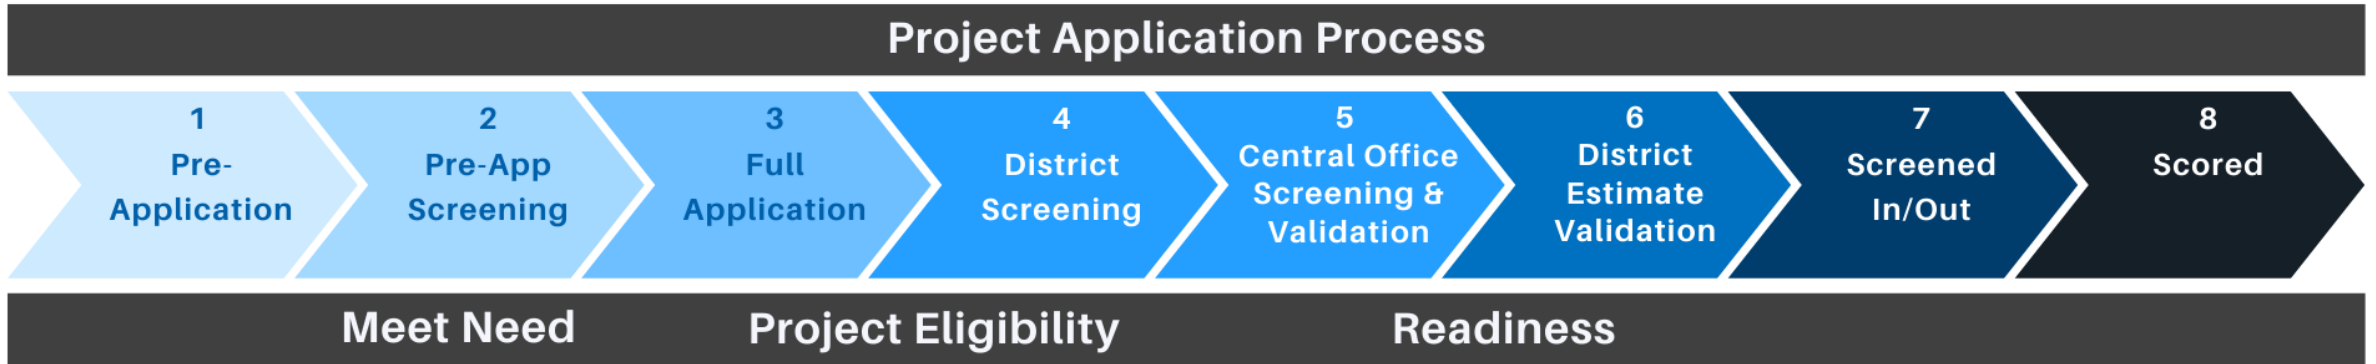 Project Application Process
1
Pre-
Application
2
Pre-App
Screening
3
Full
Application
4
District
Screening
5
Central Office
Screening &
Validation
6
District
Estimate
Validation
7
Screened
In/Out
8
Scored
Meet Need
Project Eligibility
Readiness